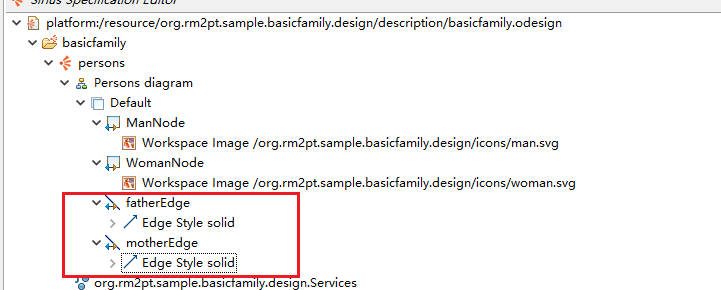 Sirius Specification Editor
platform:/resource/org.rm2pt.sample.basicfamily.design/description/basicfamily.odesign
basicfamily
persons
Persons diagram
Default
ManNode
Workspace Image /org.rm2pt.sample.basicfamily.design/icons/man.svg
WomanNode
Workspace Image /org.rm2pt.sample.basicfamily.design/icons/woman.svg
fatherEdge
Edge Style solid
motherEdge
Edge Style solid
org.rm2pt.sample.basicfamily.design.Services